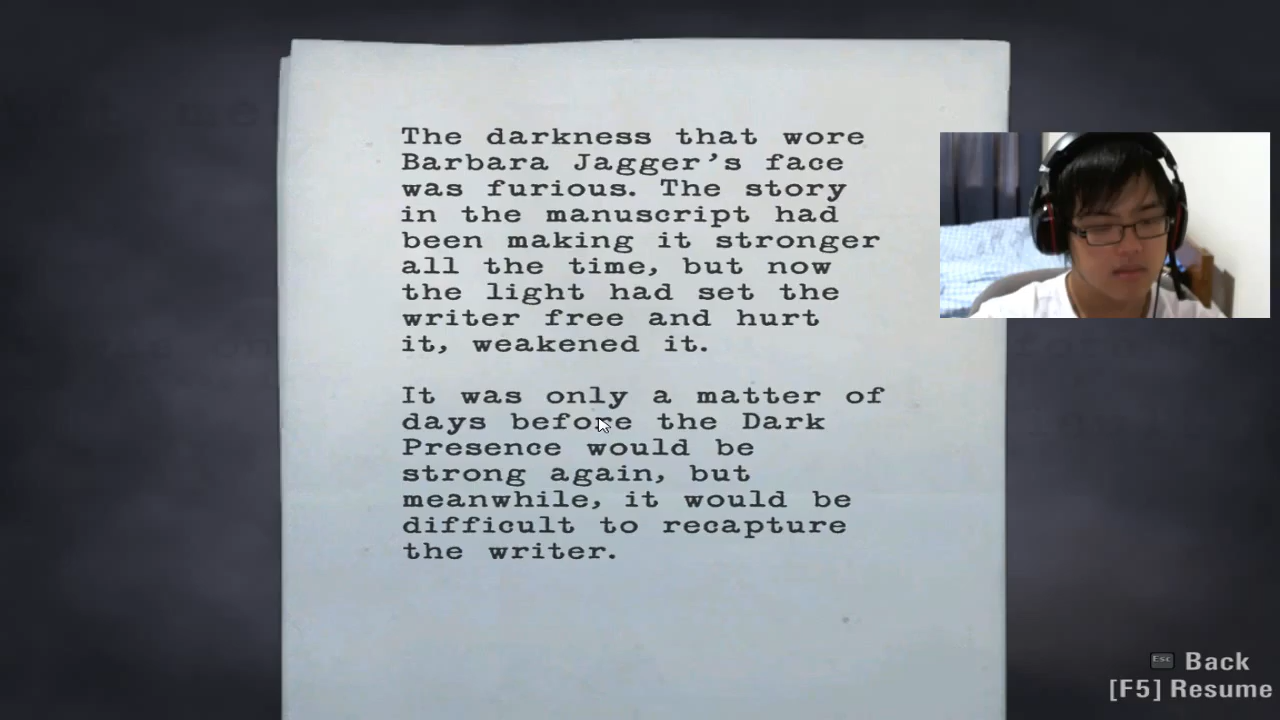 The darkness that wore
Barbara Jagger's face
was furious. The story
in the manuscript had
been making it stronger
all the time, but now
the light had set the
writer free and hurt
it, weakened it.
It was only a matter of
days before the Dark
Presence would be
strong again, but
meanwhile, it would be
difficult to recapture
the writer.
Esc Back
[F5] Resume